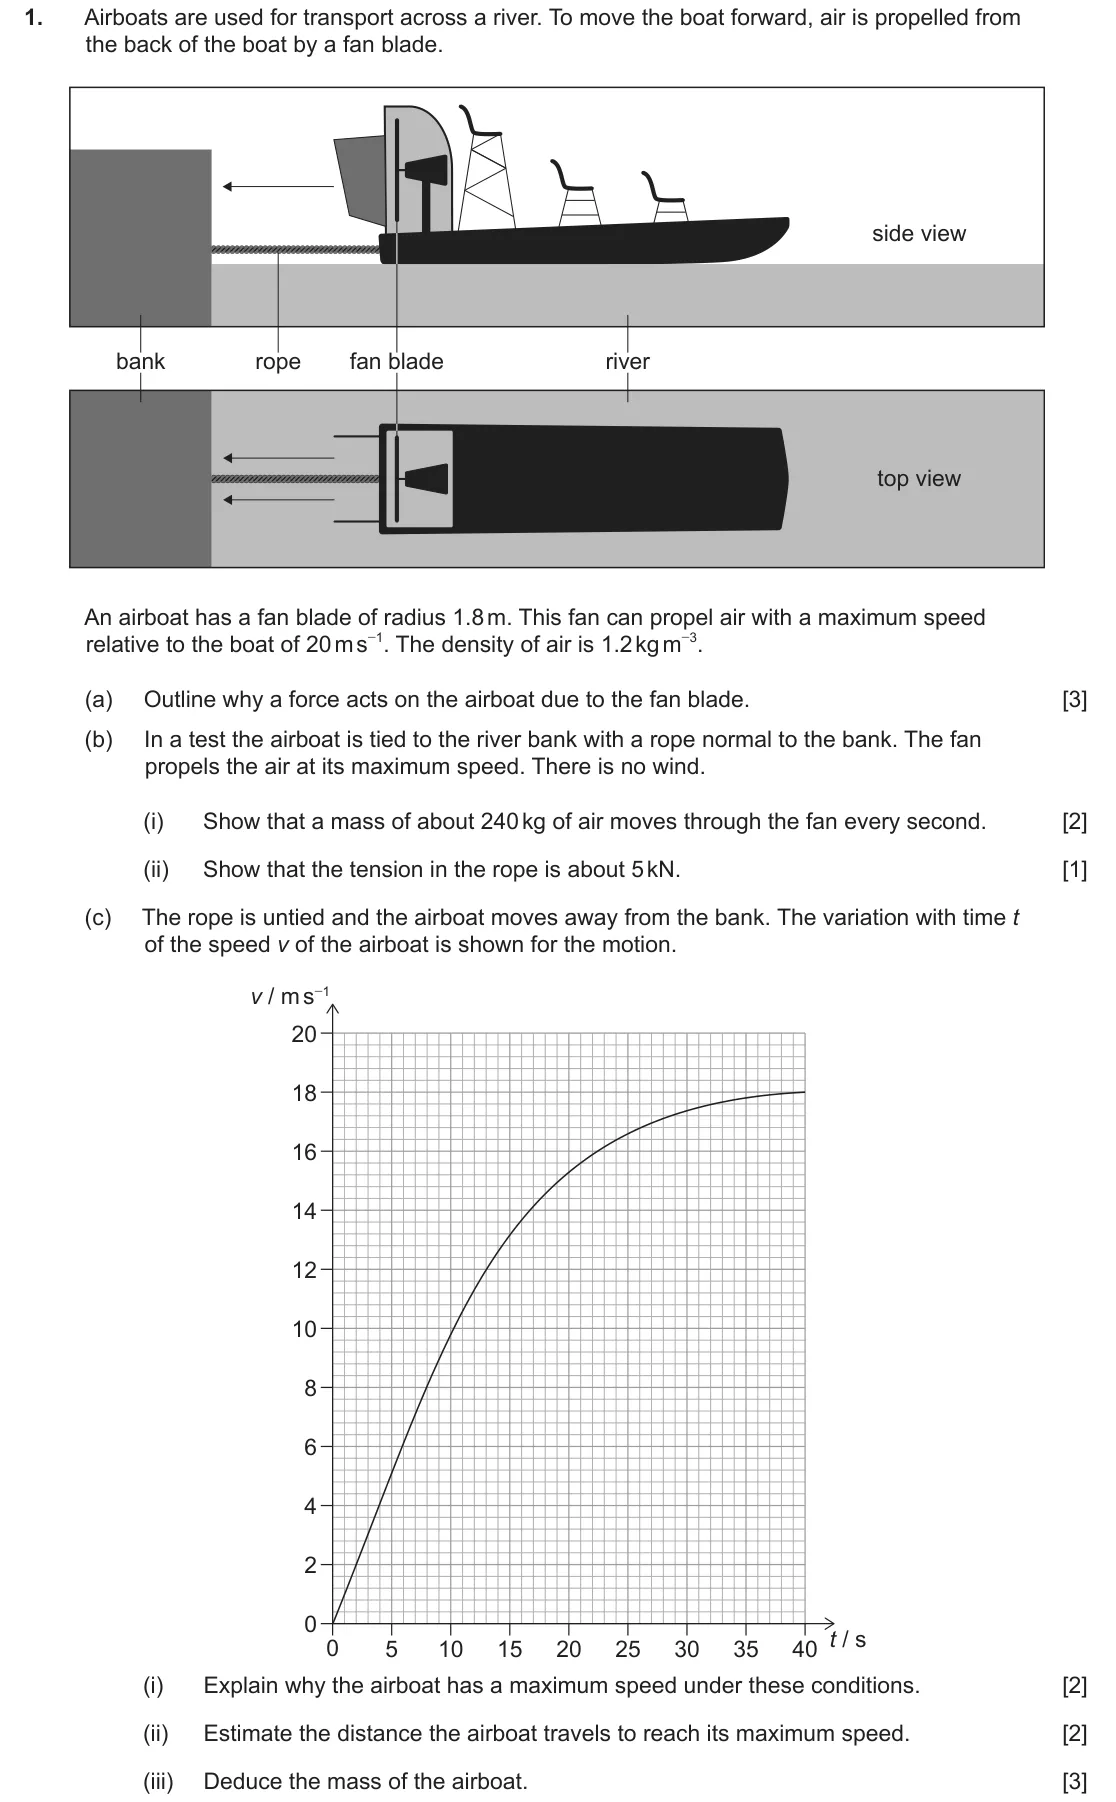 1. Airboats are used for transport across a river. To move the boat forward, air is propelled from
the back of the boat by a fan blade.
side view
bank rope fan blade river
top view
An airboat has a fan blade of radius 1.8 m. This fan can propel air with a maximum speed
relative to the boat of 20 m s⁻¹. The density of air is 1.2 kg m⁻³.
(a) Outline why a force acts on the airboat due to the fan blade. [3]
(b) In a test the airboat is tied to the river bank with a rope normal to the bank. The fan
propels the air at its maximum speed. There is no wind.
(i) Show that a mass of about 240 kg of air moves through the fan every second. [2]
(ii) Show that the tension in the rope is about 5 kN. [1]
(c) The rope is untied and the airboat moves away from the bank. The variation with time t
of the speed v of the airboat is shown for the motion.
v / m s⁻¹
20
18
16
14
12
10
8
6
4
2
0
0 5 10 15 20 25 30 35 40 t / s
(i) Explain why the airboat has a maximum speed under these conditions. [2]
(ii) Estimate the distance the airboat travels to reach its maximum speed. [2]
(iii) Deduce the mass of the airboat. [3]